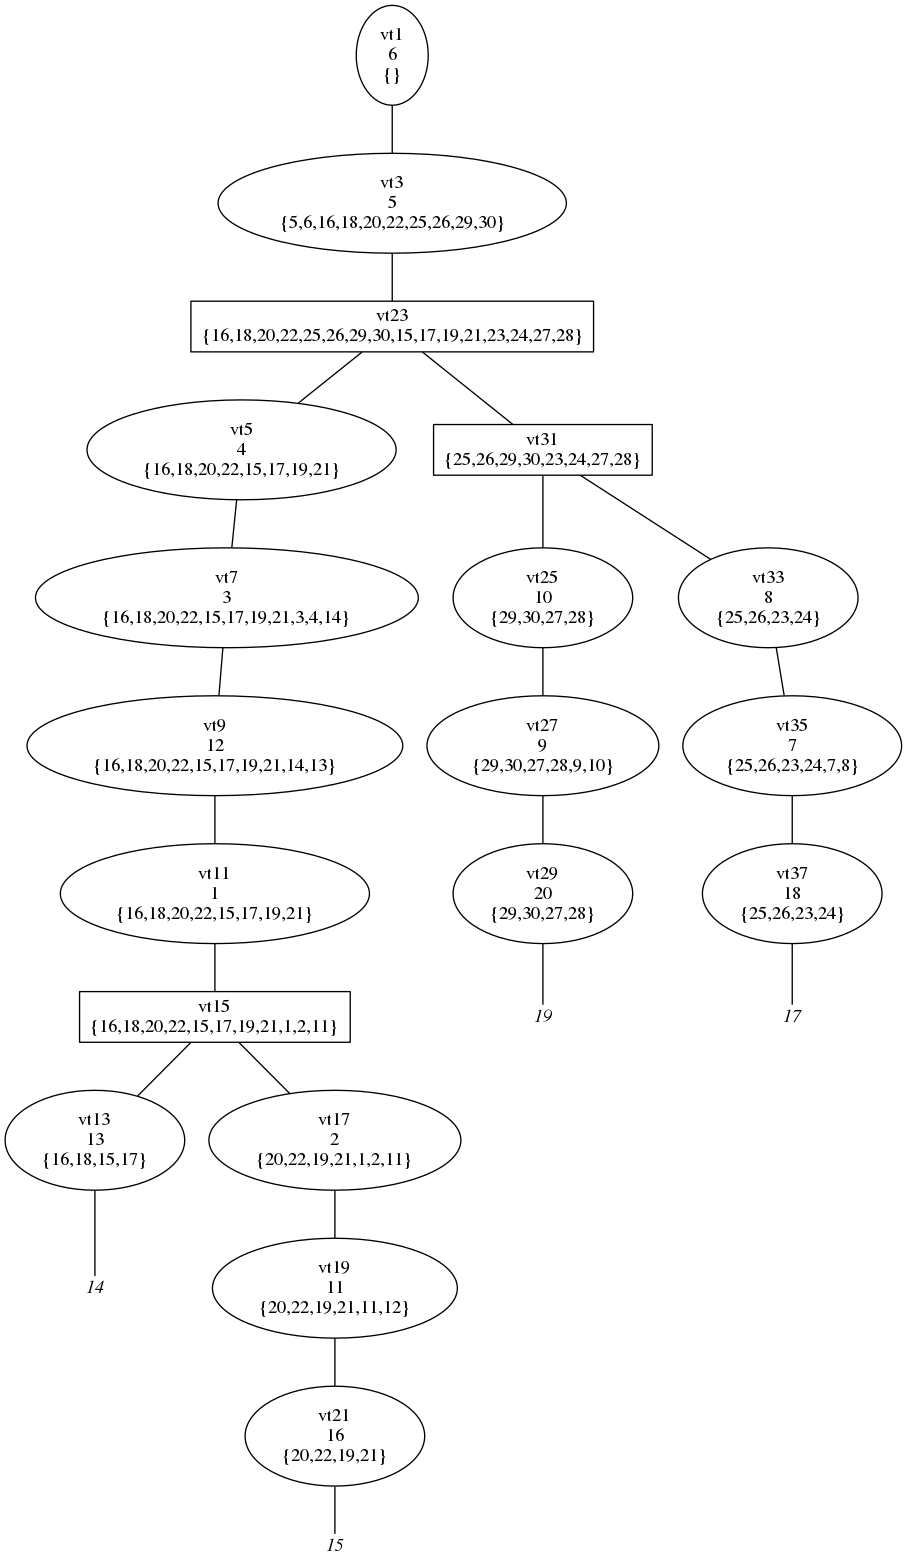 vt1
6
{}
vt3
5
{5,6,16,18,20,22,25,26,29,30}
vt23
{16,18,20,22,25,26,29,30,15,17,19,21,23,24,27,28}
vt5
4
{16,18,20,22,15,17,19,21}
vt31
{25,26,29,30,23,24,27,28}
vt7
3
{16,18,20,22,15,17,19,21,3,4,14}
vt25
10
{29,30,27,28}
vt33
8
{25,26,23,24}
vt9
12
{16,18,20,22,15,17,19,21,14,13}
vt27
9
{29,30,27,28,9,10}
vt35
7
{25,26,23,24,7,8}
vt11
1
{16,18,20,22,15,17,19,21}
vt29
20
{29,30,27,28}
vt37
18
{25,26,23,24}
vt15
{16,18,20,22,15,17,19,21,1,2,11}
19
17
vt13
13
{16,18,15,17}
vt17
2
{20,22,19,21,1,2,11}
14
vt19
11
{20,22,19,21,11,12}
vt21
16
{20,22,19,21}
15